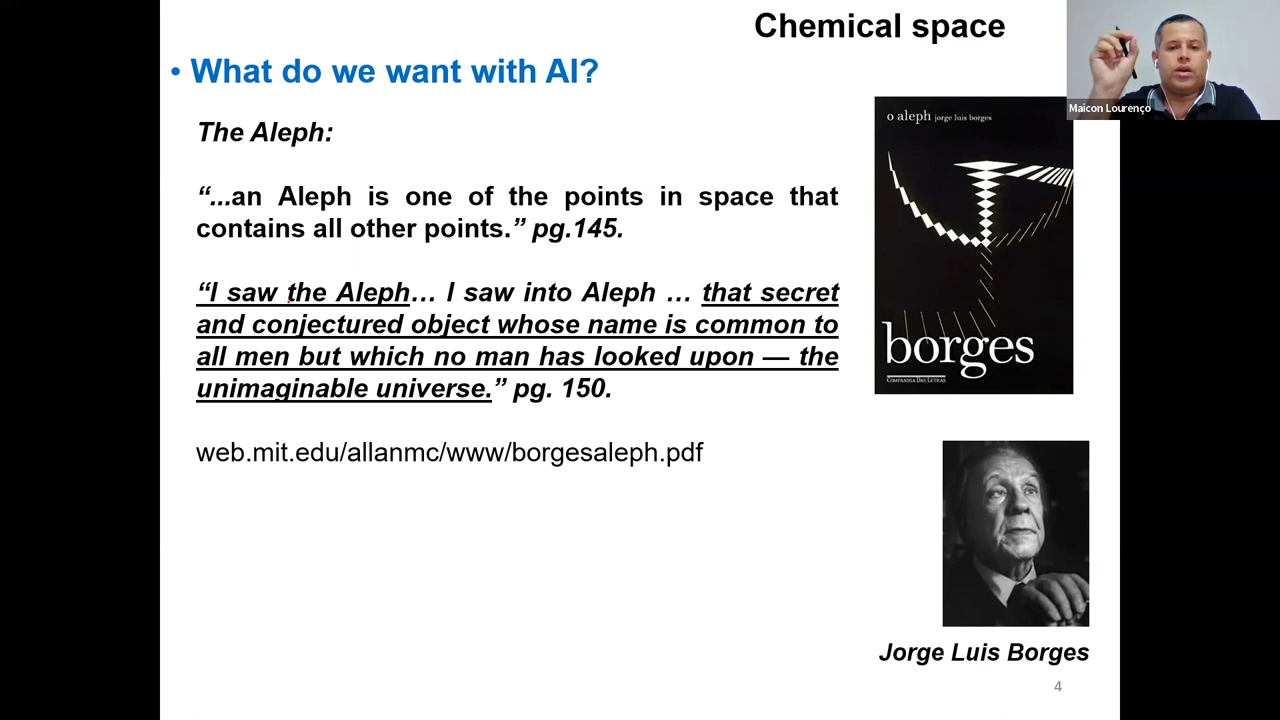 Chemical space
• What do we want with AI?
Maicon Lourenço
The Aleph:
“...an Aleph is one of the points in space that
contains all other points.” pg.145.
“I saw the Aleph… I saw into Aleph … that secret
and conjectured object whose name is common to
all men but which no man has looked upon — the
unimaginable universe.” pg. 150.
web.mit.edu/allanmc/www/borgesaleph.pdf
o aleph jorge luis borges
borges
COMPANHIA DAS LETRAS
Jorge Luis Borges
4